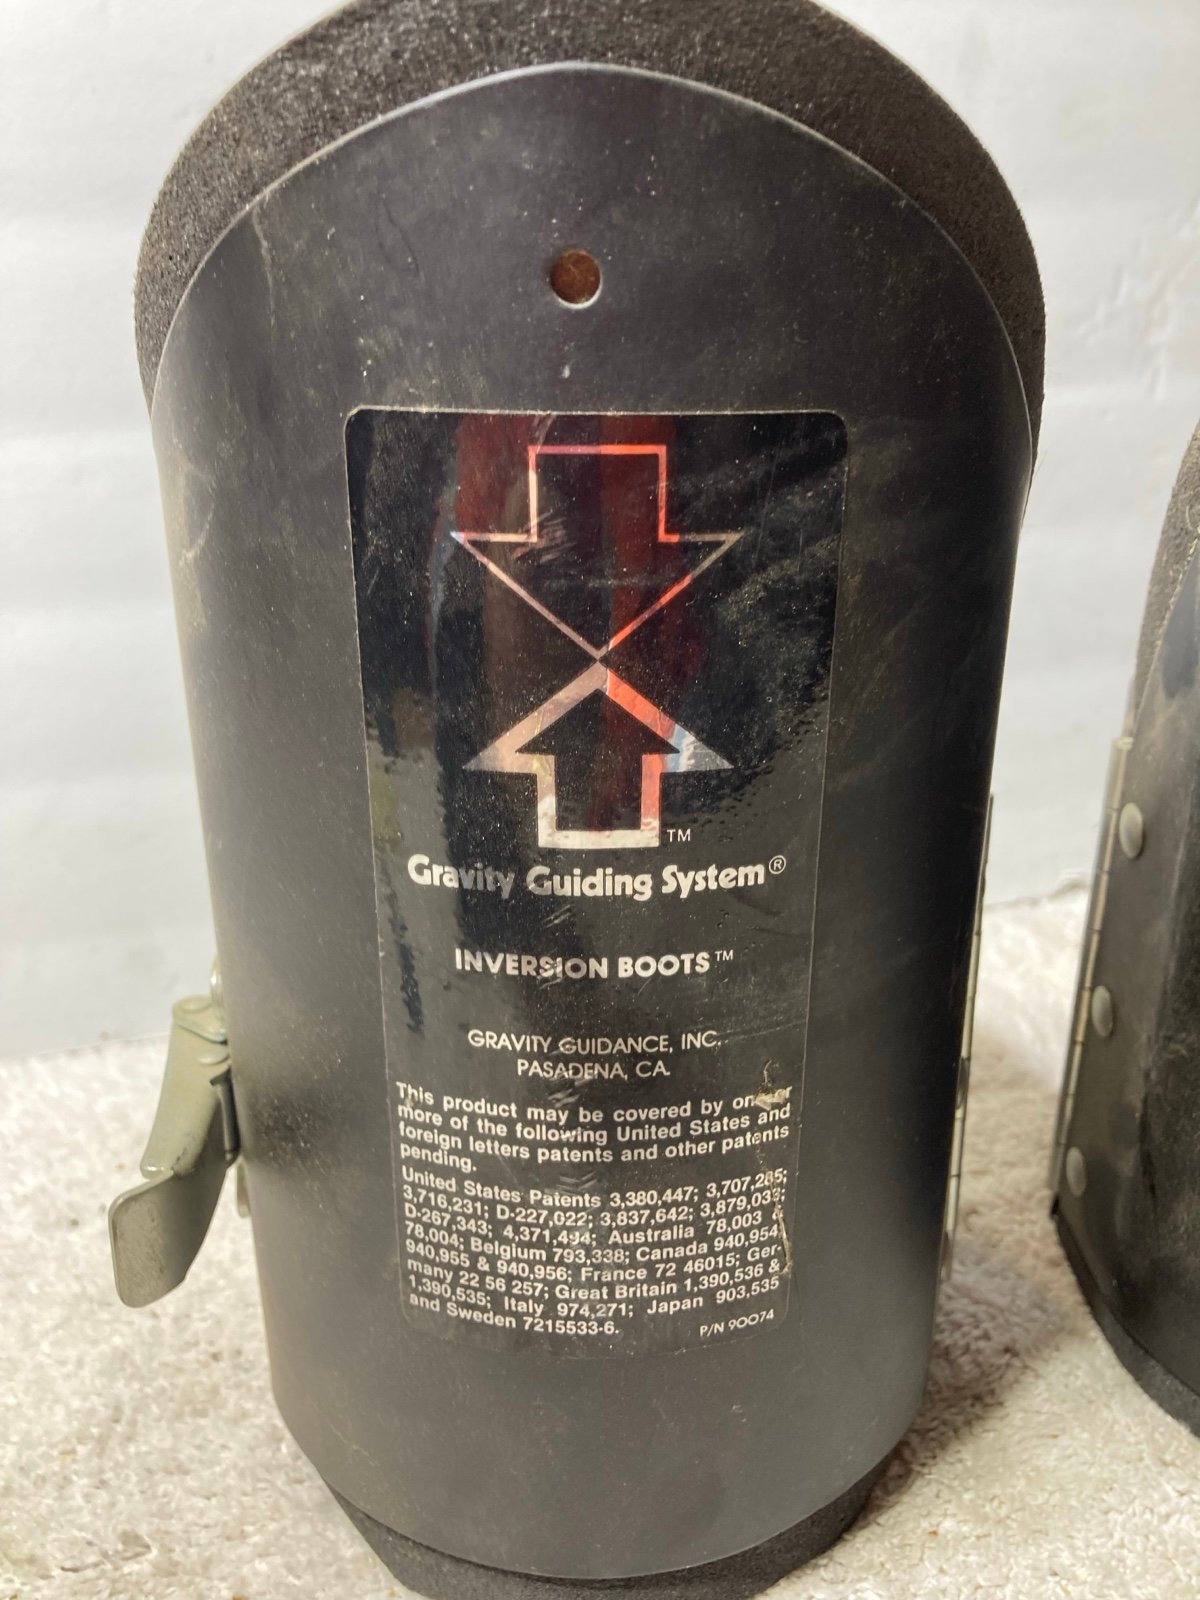 TM
Gravity Guiding System®
INVERSION BOOTS™
GRAVITY GUIDANCE, INC.
PASADENA, CA.
This product may be covered by one or
more of the following United States and
foreign letters patents and other patents
pending.
United States Patents 3,380,447; 3,707,285;
3,716,231; D-227,022; 3,837,642; 3,879,033;
D-267,343; 4,371,494; Australia 78,003 &
78,004; Belgium 793,338; Canada 940,954,
940,955 & 940,956; France 72 46015; Ger-
many 22 56 257; Great Britain 1,390,536 &
1,390,535; Italy 974,271; Japan 903,535
and Sweden 7215533-6.
P/N 90074